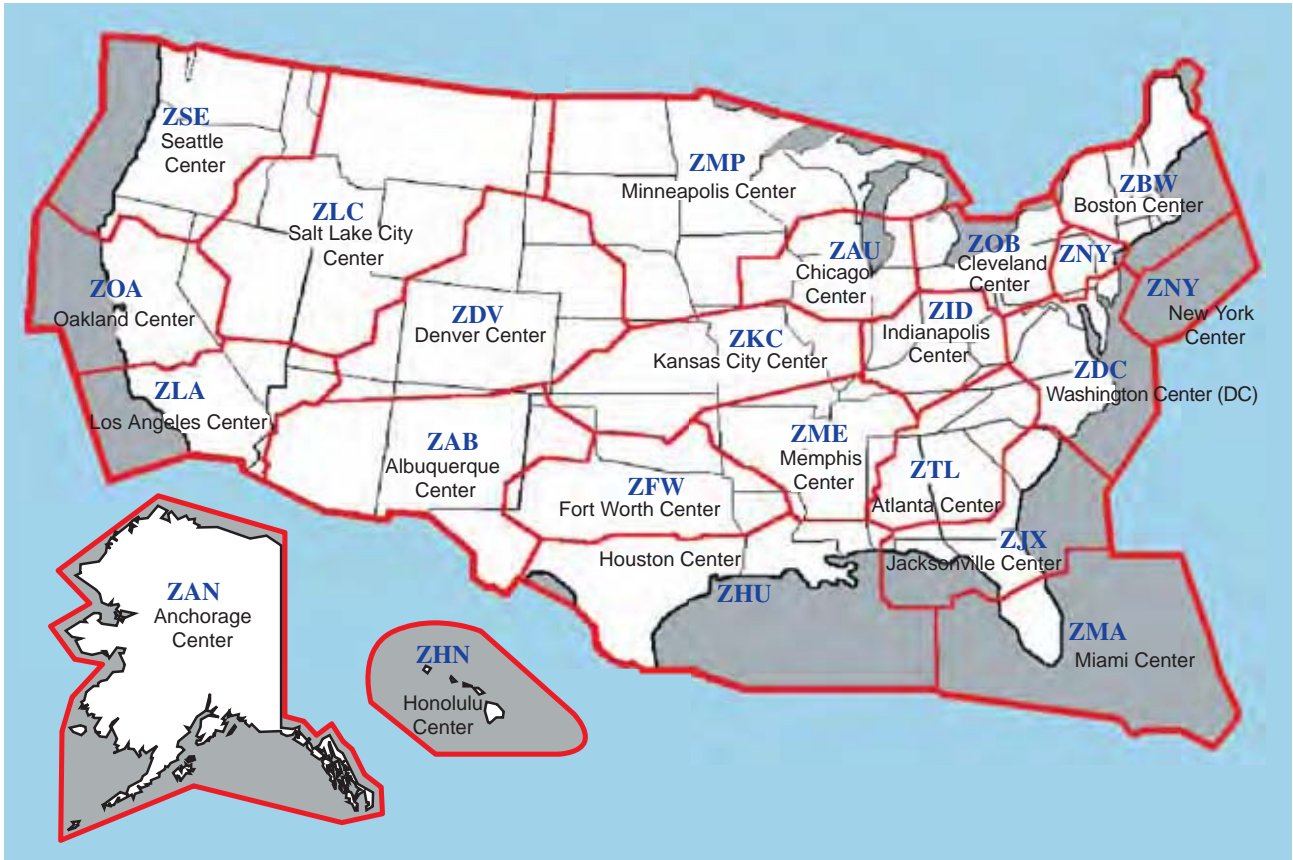 ZSE
Seattle
Center
ZLC
Salt Lake City
Center
ZMP
Minneapolis Center
ZBW
Boston Center
ZOA
Oakland Center
ZDV
Denver Center
ZAU
Chicago
Center
ZOB
Cleveland
Center
ZNY
ZNY
New York
Center
ZKC
Kansas City Center
ZID
Indianapolis
Center
ZDC
Washington Center (DC)
ZLA
Los Angeles Center
ZAB
Albuquerque
Center
ZFW
Fort Worth Center
ZME
Memphis
Center
ZTL
Atlanta Center
Houston Center
ZHU
ZJX
Jacksonville Center
ZMA
Miami Center
ZAN
Anchorage
Center
ZHN
Honolulu
Center